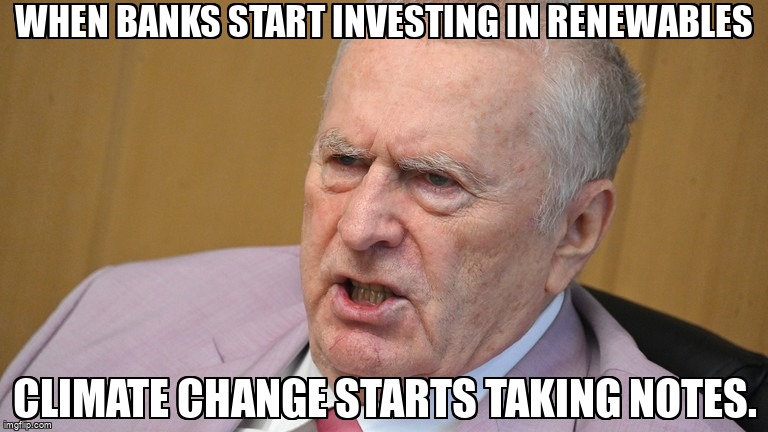 WHEN BANKS START INVESTING IN RENEWABLES
CLIMATE CHANGE STARTS TAKING NOTES.
imgflip.com